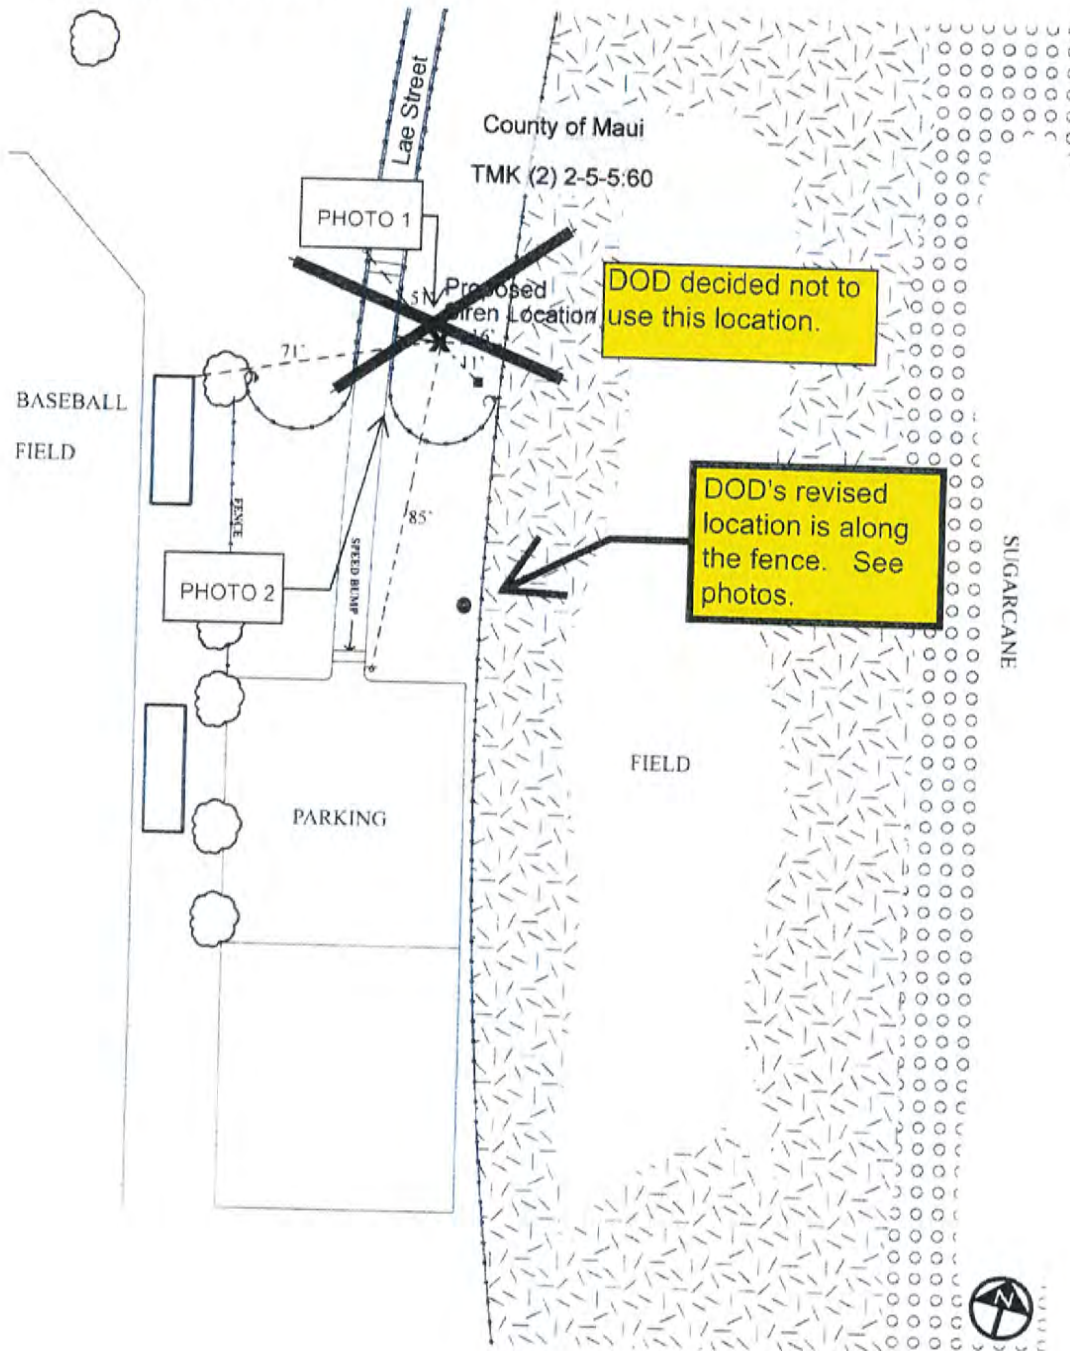 Lae Street
County of Maui
TMK (2) 2-5-5:60
PHOTO 1
Proposed
Siren Location
DOD decided not to
use this location.
71'
16'
11'
BASEBALL
FIELD
DOD's revised
location is along
the fence. See
photos.
85'
FENCE
SPEED BUMP
PHOTO 2
SUGARCANE
FIELD
PARKING
N